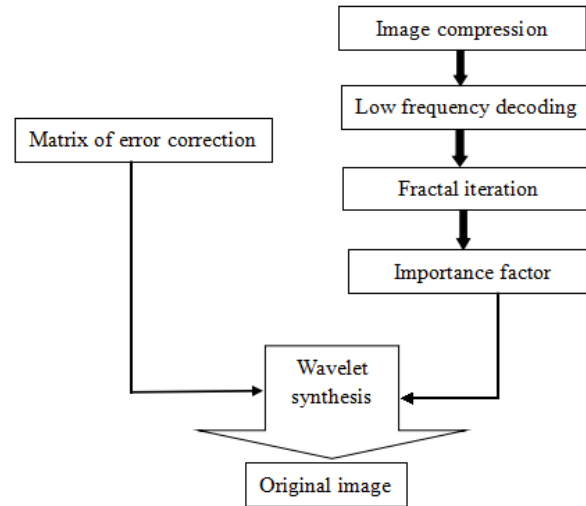 Image compression
Low frequency decoding
Matrix of error correction
Fractal iteration
Importance factor
Wavelet
synthesis
Original image